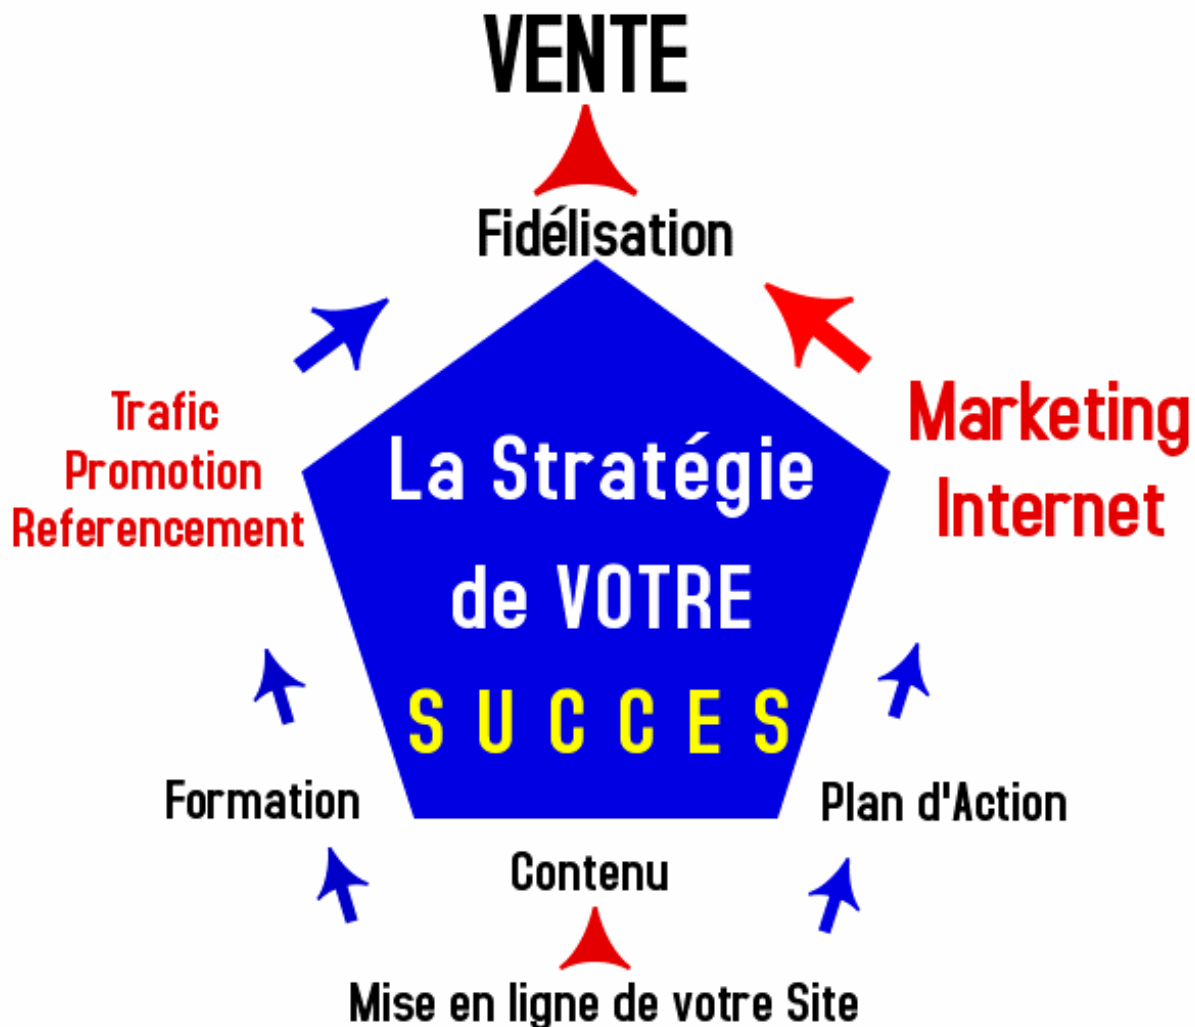 VENTE
Fidélisation
Trafic
Promotion
Referencement
Marketing
Internet
La Stratégie
de VOTRE
S U C C E S
Formation
Plan d'Action
Contenu
Mise en ligne de votre Site